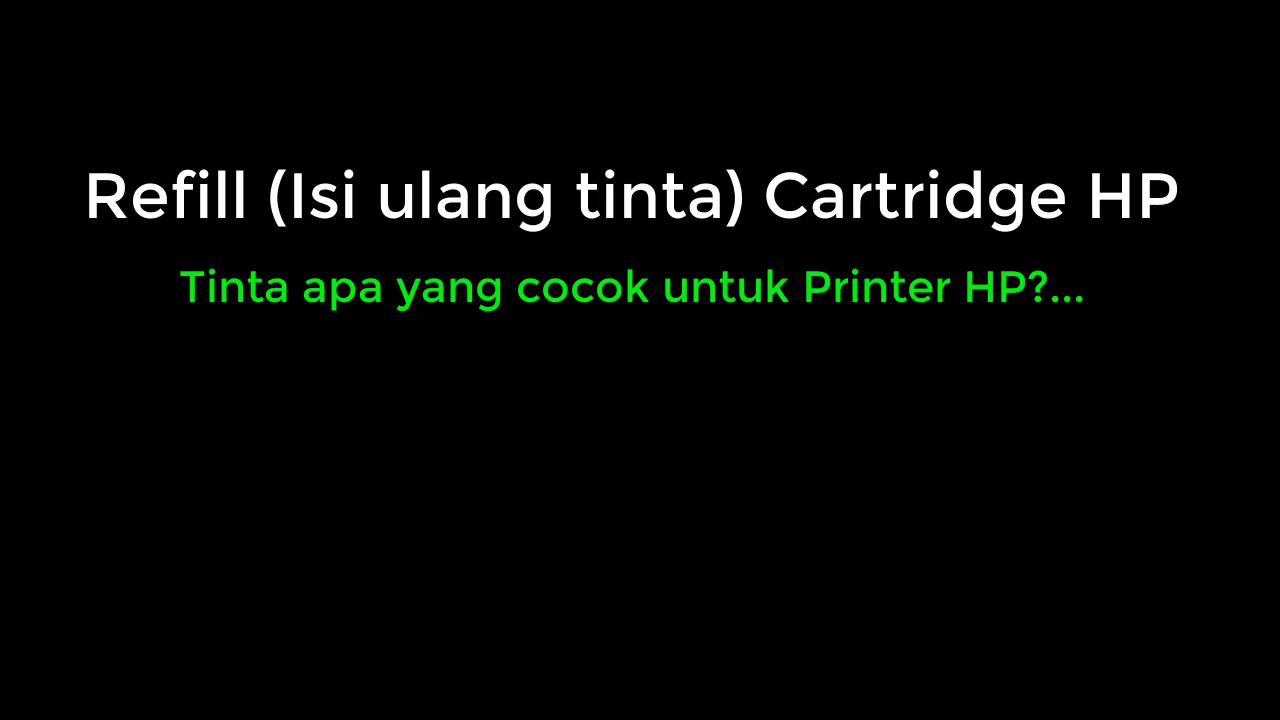 Refill (Isi ulang tinta) Cartridge HP
Tinta apa yang cocok untuk Printer HP?...